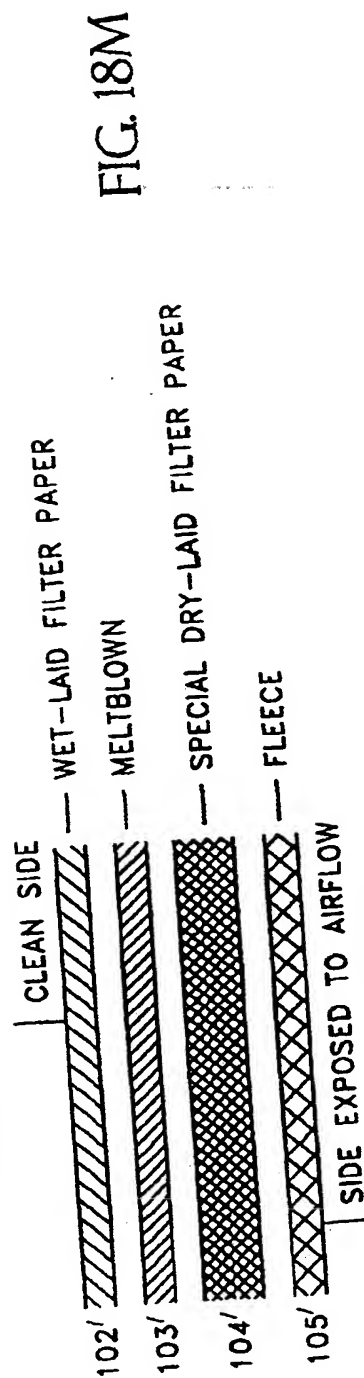 FIG. 18M
CLEAN SIDE
102' WET-LAID FILTER PAPER
103' MELTBLOWN
104' SPECIAL DRY-LAID FILTER PAPER
105' FLEECE
SIDE EXPOSED TO AIRFLOW